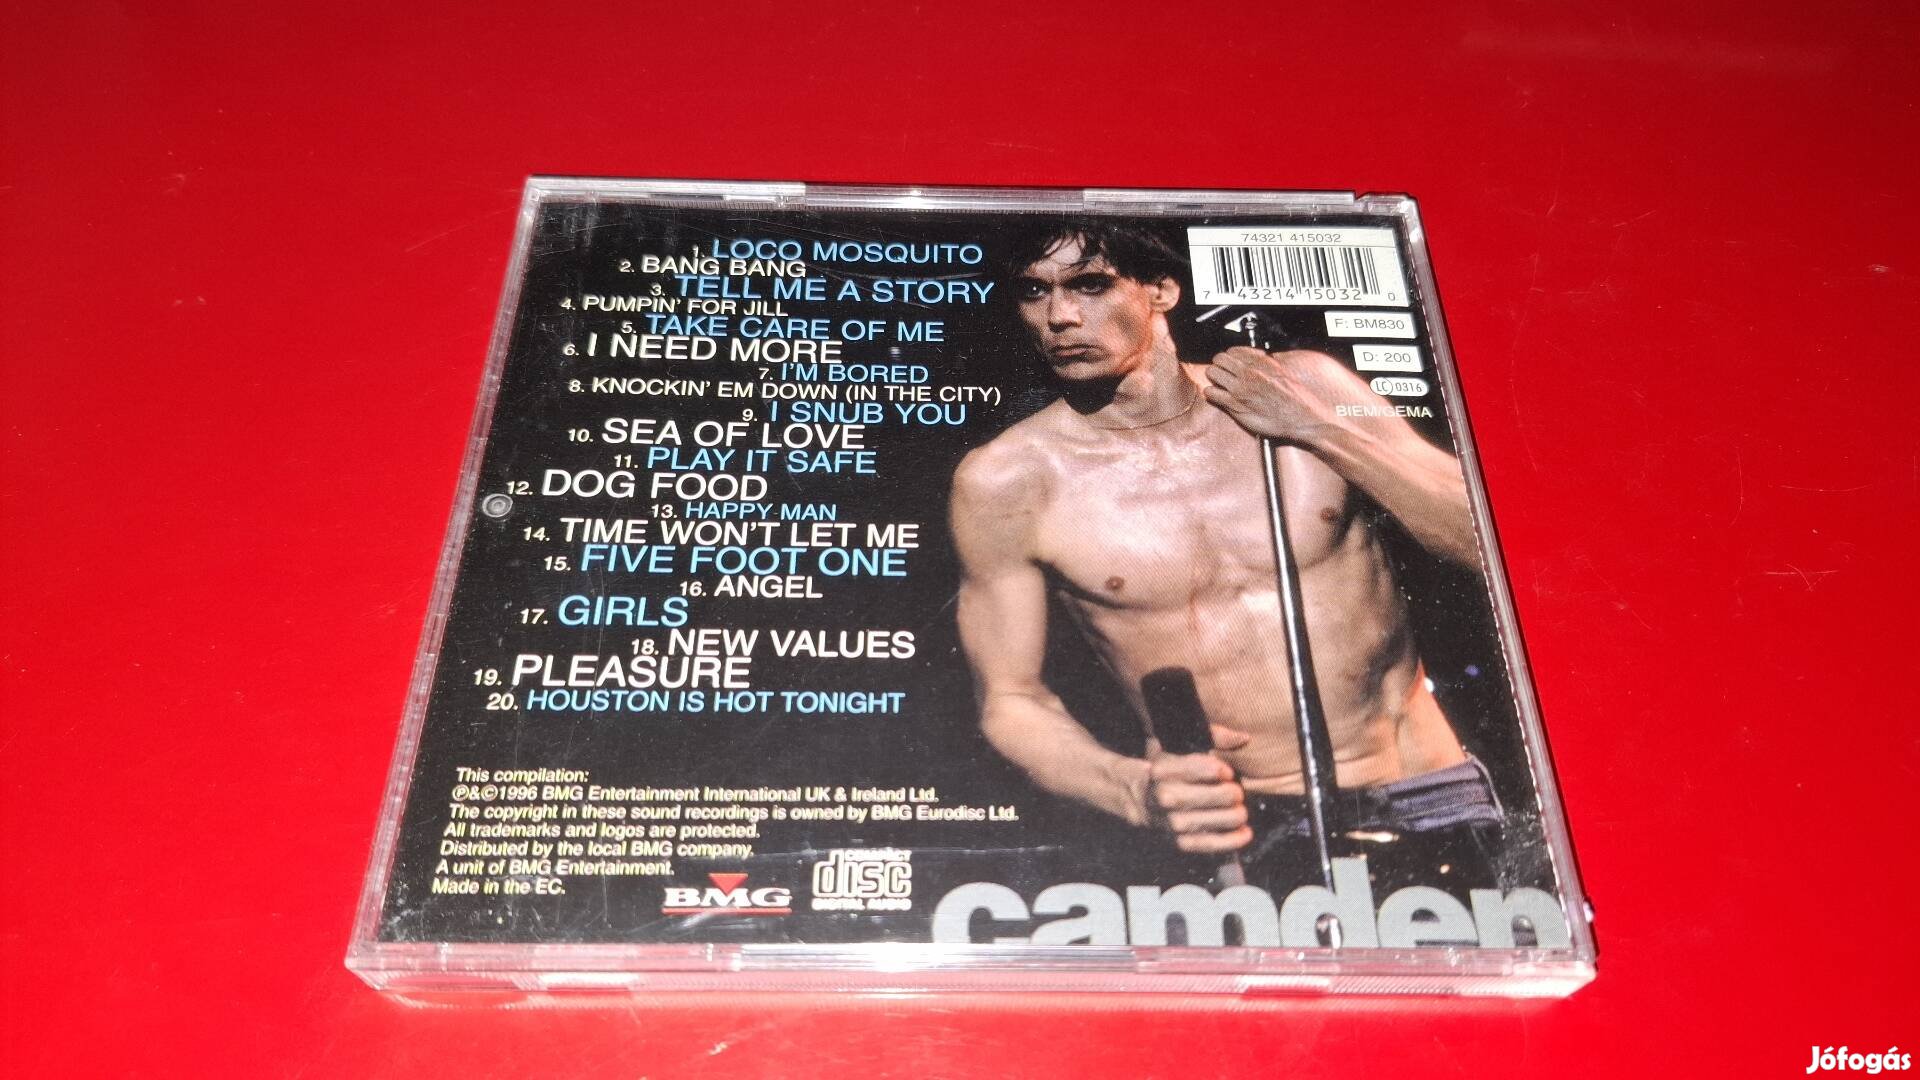 1. LOCO MOSQUITO
2. BANG BANG
3. TELL ME A STORY
4. PUMPIN' FOR JILL
5. TAKE CARE OF ME
6. I NEED MORE
7. I'M BORED
8. KNOCKIN' EM DOWN (IN THE CITY)
9. I SNUB YOU
10. SEA OF LOVE
11. PLAY IT SAFE
12. DOG FOOD
13. HAPPY MAN
14. TIME WON'T LET ME
15. FIVE FOOT ONE
16. ANGEL
17. GIRLS
18. NEW VALUES
19. PLEASURE
20. HOUSTON IS HOT TONIGHT
74321 415032
7 43214 15032 0
F: BM830
D: 200
LC 0316
BIEM/GEMA
This compilation:
℗&©1996 BMG Entertainment International UK & Ireland Ltd.
The copyright in these sound recordings is owned by BMG Eurodisc Ltd.
All trademarks and logos are protected.
Distributed by the local BMG company.
A unit of BMG Entertainment.
Made in the EC.
BMG
COMPACT
disc
DIGITAL AUDIO
camden
Jófogás